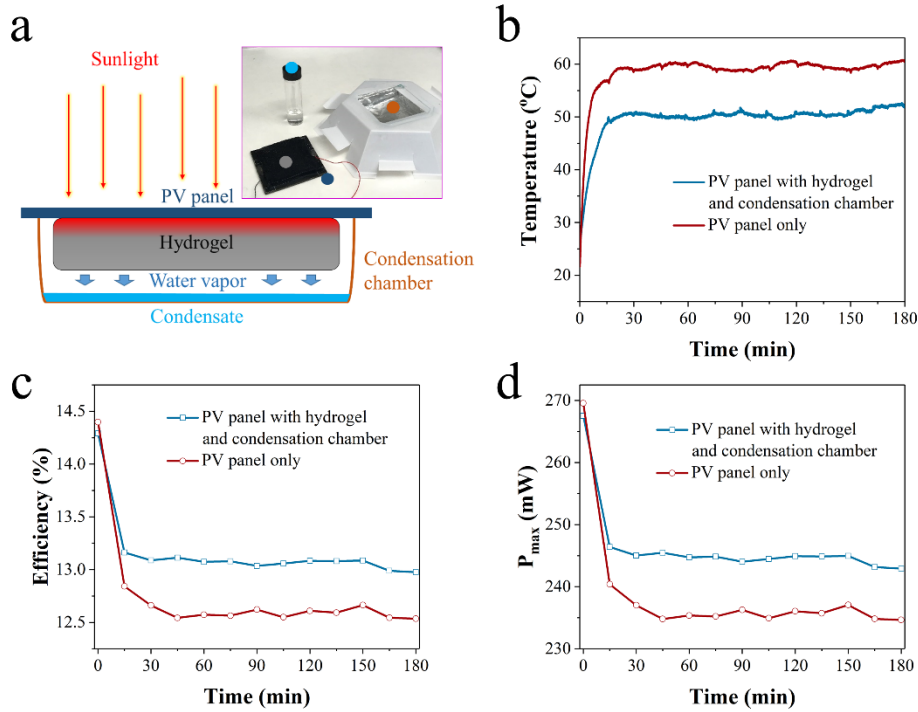 a
Sunlight
PV panel
Hydrogel
Water vapor
Condensation
chamber
Condensate
b
Temperature (ºC)
70
60
50
40
30
20
PV panel with hydrogel
and condensation chamber
PV panel only
0 30 60 90 120 150 180
Time (min)
c
Efficiency (%)
14.5
14.0
13.5
13.0
12.5
PV panel with hydrogel
and condensation chamber
PV panel only
0 30 60 90 120 150 180
Time (min)
d
Pmax (mW)
270
260
250
240
230
PV panel with hydrogel
and condensation chamber
PV panel only
0 30 60 90 120 150 180
Time (min)